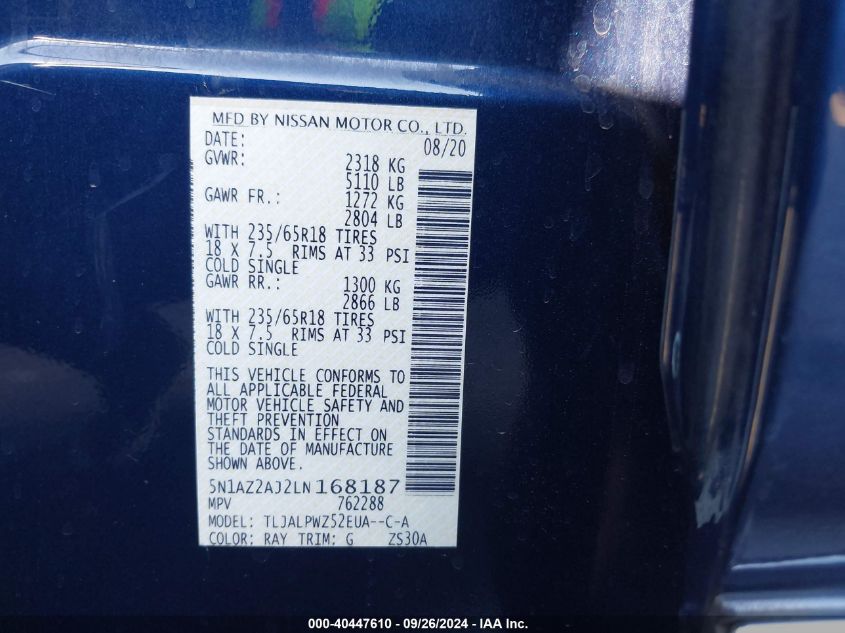 MFD BY NISSAN MOTOR CO., LTD.
DATE: 08/20
GVWR: 2318 KG
5110 LB
GAWR FR.: 1272 KG
2804 LB
WITH 235/65R18 TIRES
18 X 7.5 RIMS AT 33 PSI
COLD SINGLE
GAWR RR.: 1300 KG
2866 LB
WITH 235/65R18 TIRES
18 X 7.5 RIMS AT 33 PSI
COLD SINGLE
THIS VEHICLE CONFORMS TO
ALL APPLICABLE FEDERAL
MOTOR VEHICLE SAFETY AND
THEFT PREVENTION
STANDARDS IN EFFECT ON
THE DATE OF MANUFACTURE
SHOWN ABOVE.
5N1AZ2AJ2LN168187
MPV 762288
MODEL: TLJALPWZ52EUA--C-A
COLOR: RAY TRIM: G ZS30A
000-40447610 - 09/26/2024 - IAA Inc.